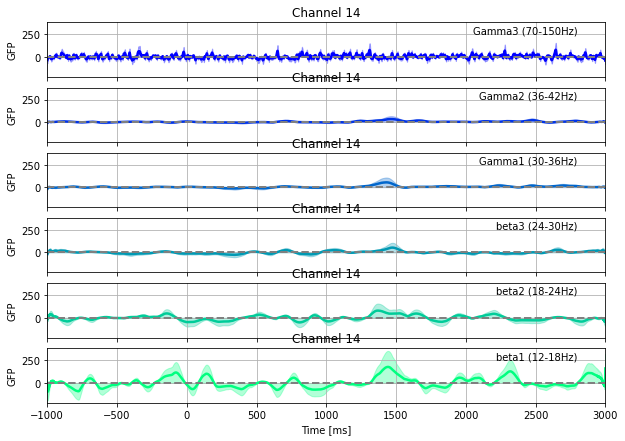 Channel 14
Gamma3 (70-150Hz)
250
0
GFP
Channel 14
Gamma2 (36-42Hz)
250
0
GFP
Channel 14
Gamma1 (30-36Hz)
250
0
GFP
Channel 14
beta3 (24-30Hz)
250
0
GFP
Channel 14
beta2 (18-24Hz)
250
0
GFP
Channel 14
beta1 (12-18Hz)
250
0
GFP
−1000 −500 0 500 1000 1500 2000 2500 3000
Time [ms]